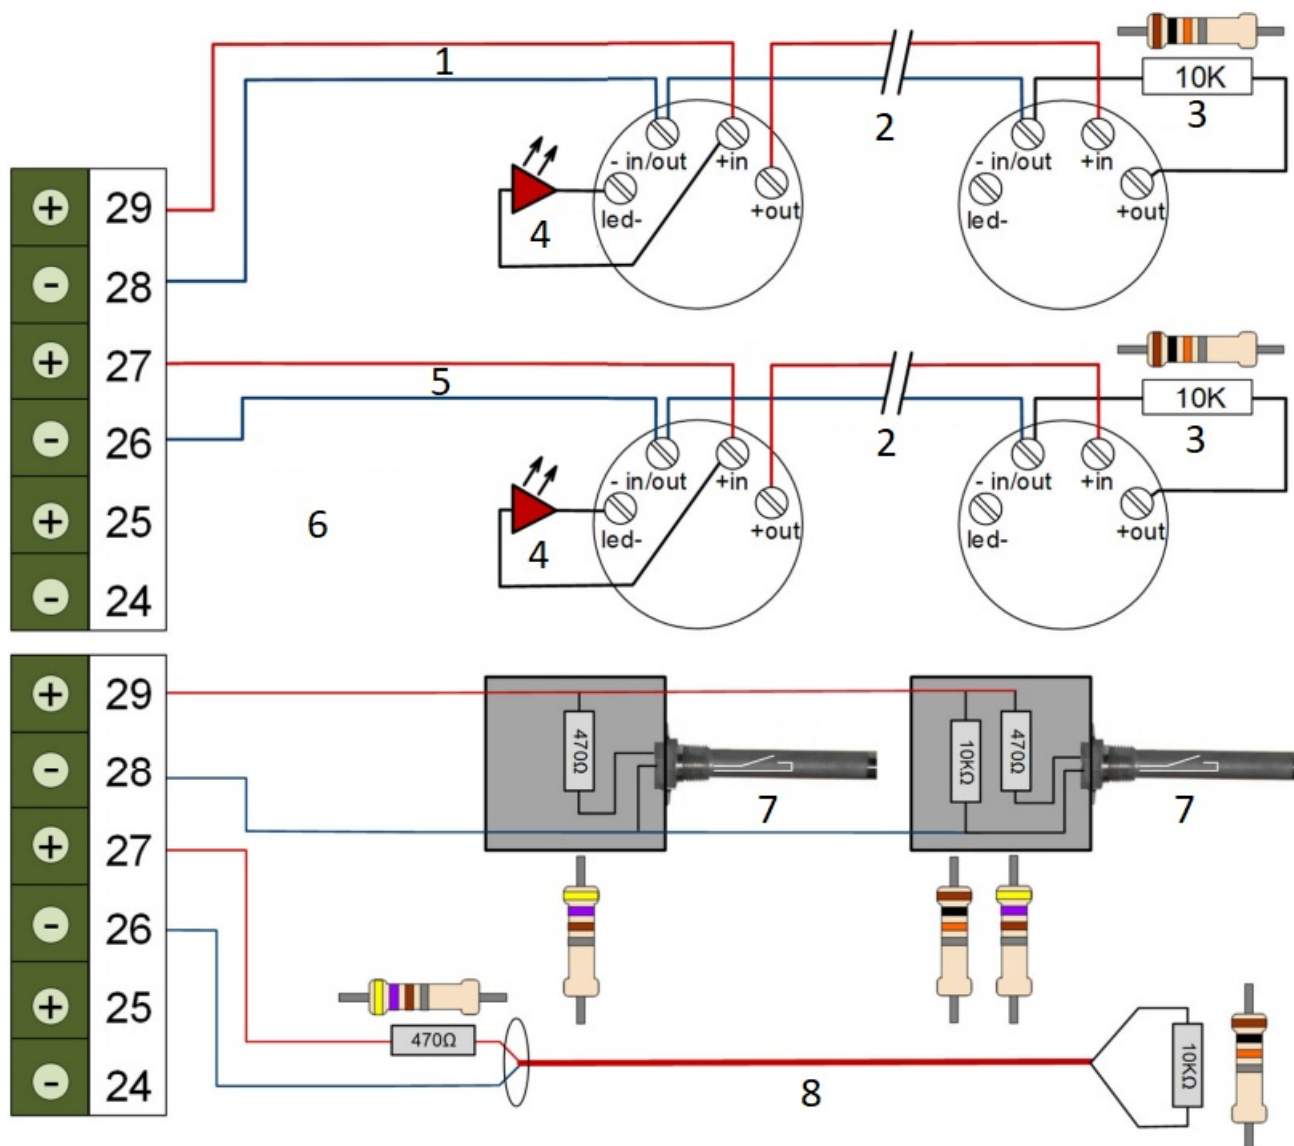 10K
1
2
3
- in/out
+in
+out
led-
4
- in/out
+in
+out
led-
+ 29
- 28
+ 27
- 26
+ 25
- 24
5
2
10K
3
- in/out
+in
+out
led-
4
- in/out
+in
+out
led-
6
+ 29
- 28
+ 27
- 26
+ 25
- 24
470Ω
7
10KΩ
470Ω
7
470Ω
8
10KΩ